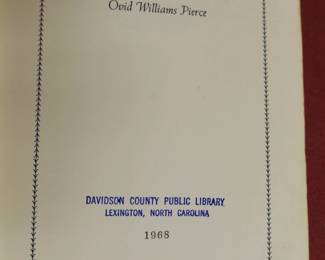 Ovid Williams Pierce
DAVIDSON COUNTY PUBLIC LIBRARY
LEXINGTON, NORTH CAROLINA
1968